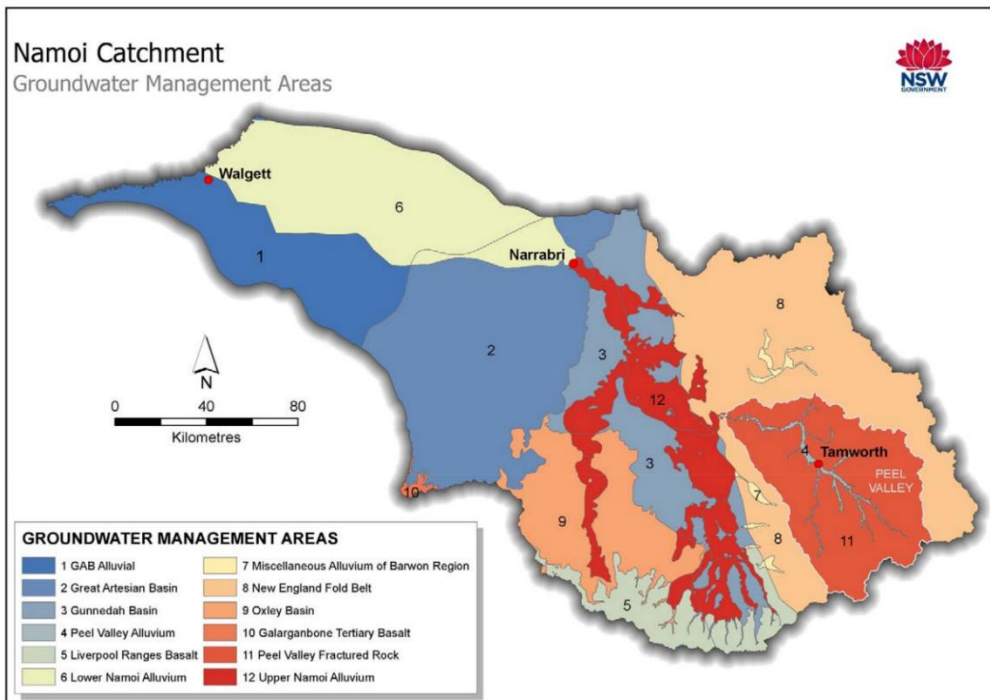 Namoi Catchment
Groundwater Management Areas
NSW
GOVERNMENT
Walgett
6
Narrabri
1
8
2
3
N
0 40 80
Kilometres
12
4
Tamworth
3
PEEL
VALLEY
10
7
9
8
11
5
GROUNDWATER MANAGEMENT AREAS
1 GAB Alluvial
2 Great Artesian Basin
3 Gunnedah Basin
4 Peel Valley Alluvium
5 Liverpool Ranges Basalt
6 Lower Namoi Alluvium
7 Miscellaneous Alluvium of Barwon Region
8 New England Fold Belt
9 Oxley Basin
10 Galarganbone Tertiary Basalt
11 Peel Valley Fractured Rock
12 Upper Namoi Alluvium